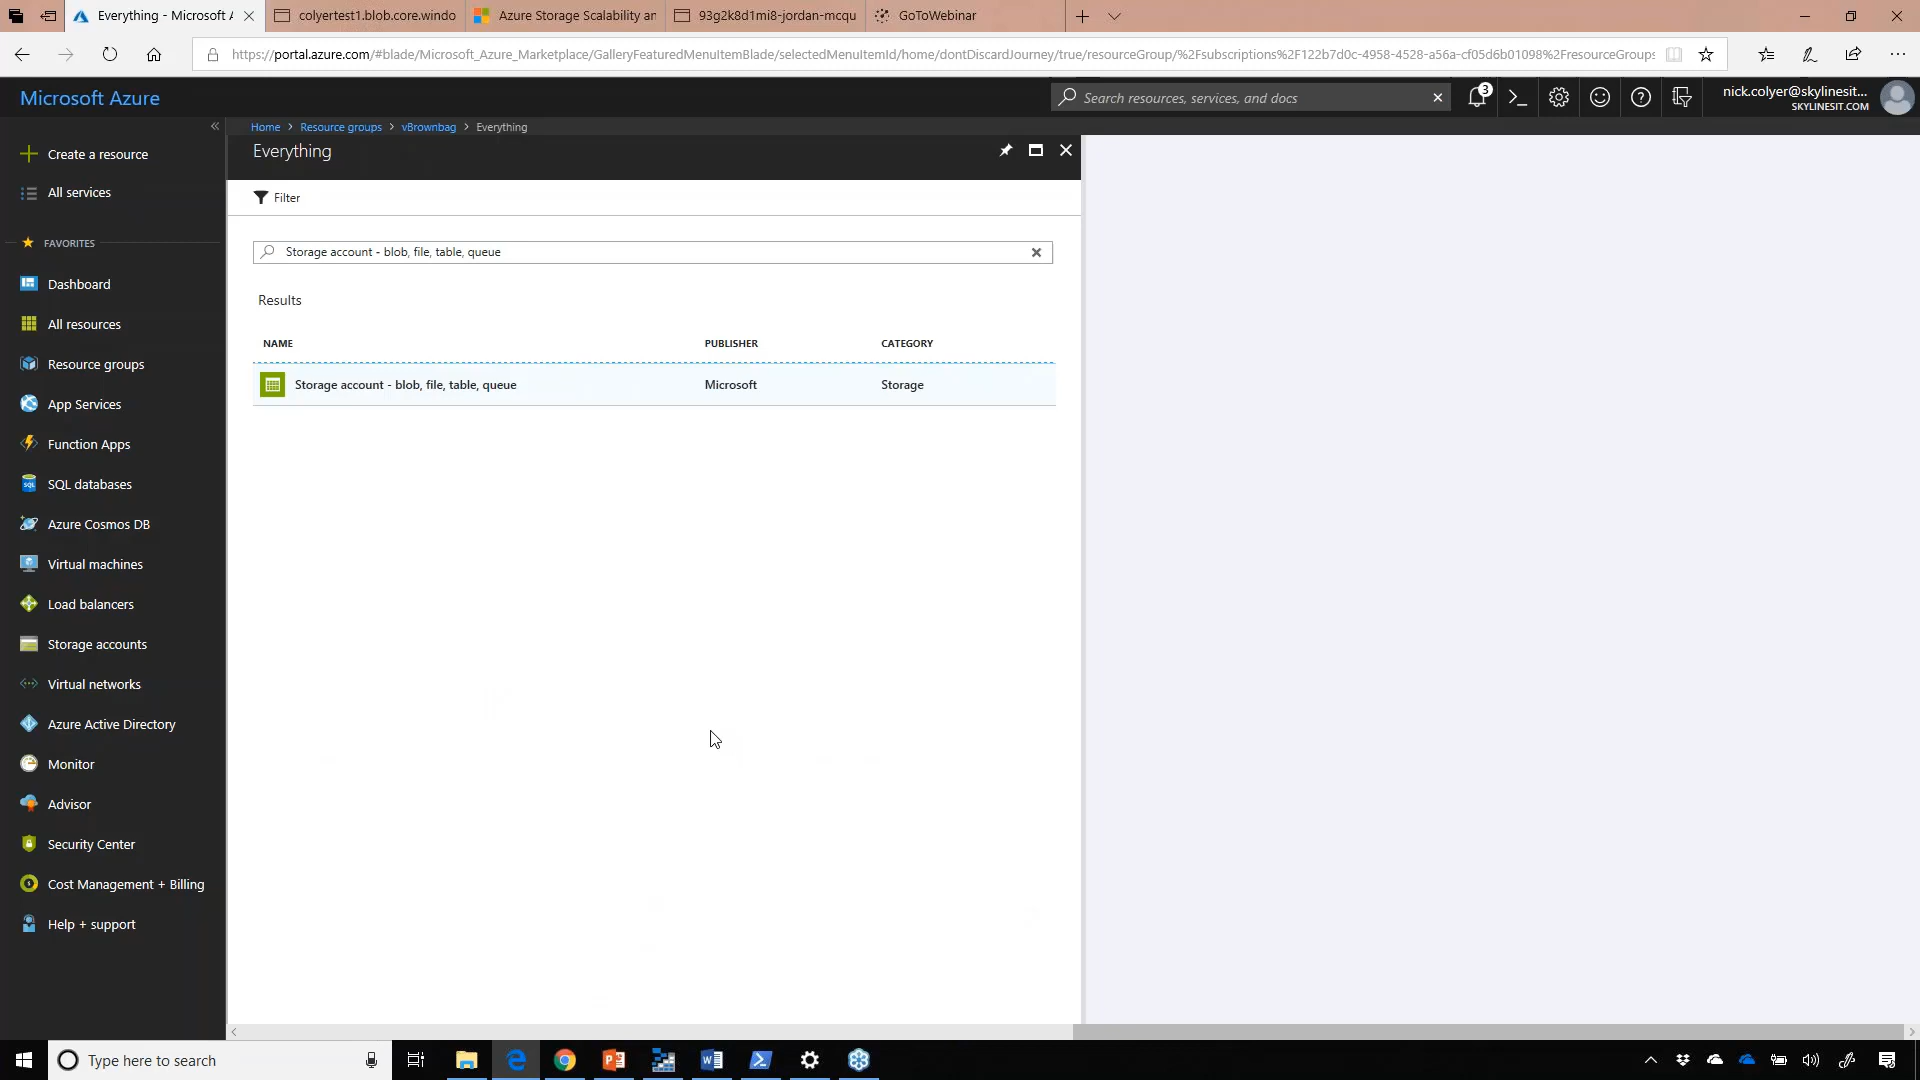 Everything - Microsoft A
colyertest1.blob.core.windo
Azure Storage Scalability an
93g2k8d1mi8-jordan-mcqu
GoToWebinar
https://portal.azure.com/#blade/Microsoft_Azure_Marketplace/GalleryFeaturedMenuItemBlade/selectedMenuItemId/home/dontDiscardJourney/true/resourceGroup/%2Fsubscriptions%2F122b7d0c-4958-4528-a56a-cf05d6b01098%2FresourceGroups
Microsoft Azure
Search resources, services, and docs
3
nick.colyer@skylinesit...
SKYLINESIT.COM
Home > Resource groups > vBrownbag > Everything
Everything
Filter
Storage account - blob, file, table, queue
Results
NAME PUBLISHER CATEGORY
Storage account - blob, file, table, queue Microsoft Storage
Create a resource
All services
FAVORITES
Dashboard
All resources
Resource groups
App Services
Function Apps
SQL databases
Azure Cosmos DB
Virtual machines
Load balancers
Storage accounts
Virtual networks
Azure Active Directory
Monitor
Advisor
Security Center
Cost Management + Billing
Help + support
Type here to search